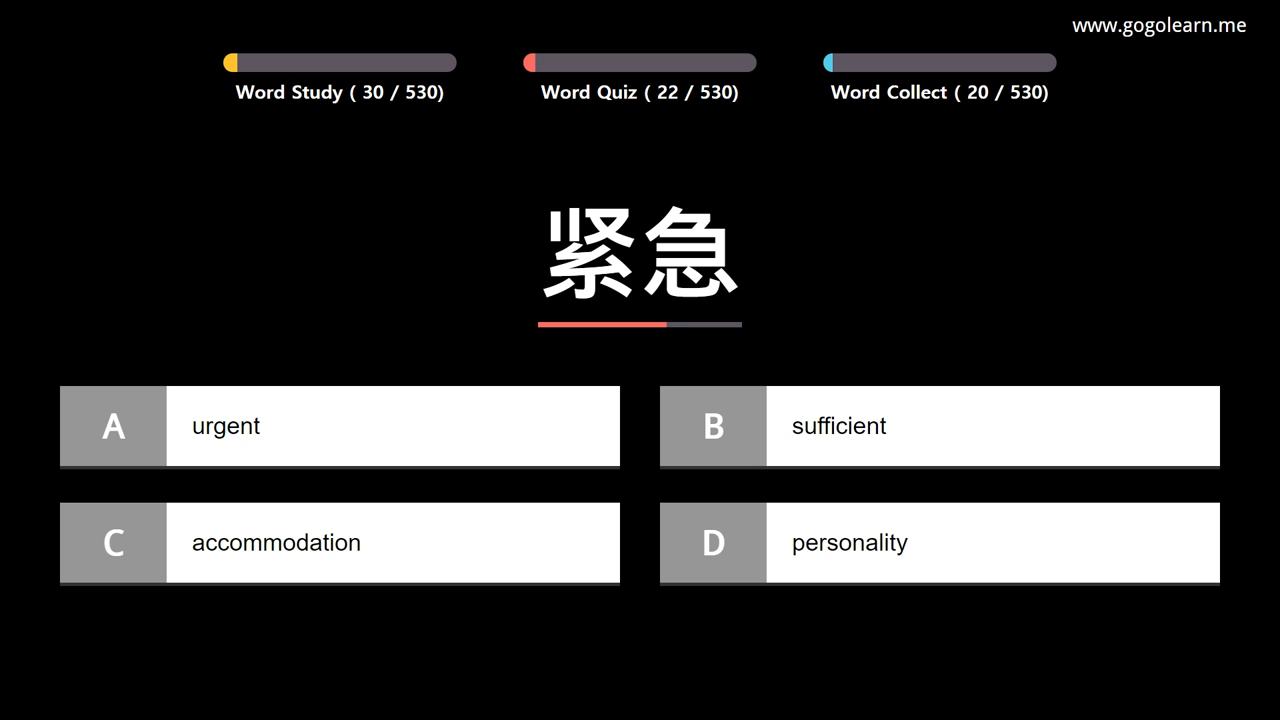 www.gogolearn.me
Word Study ( 30 / 530)
Word Quiz ( 22 / 530)
Word Collect ( 20 / 530)
紧急
A urgent
B sufficient
C accommodation
D personality